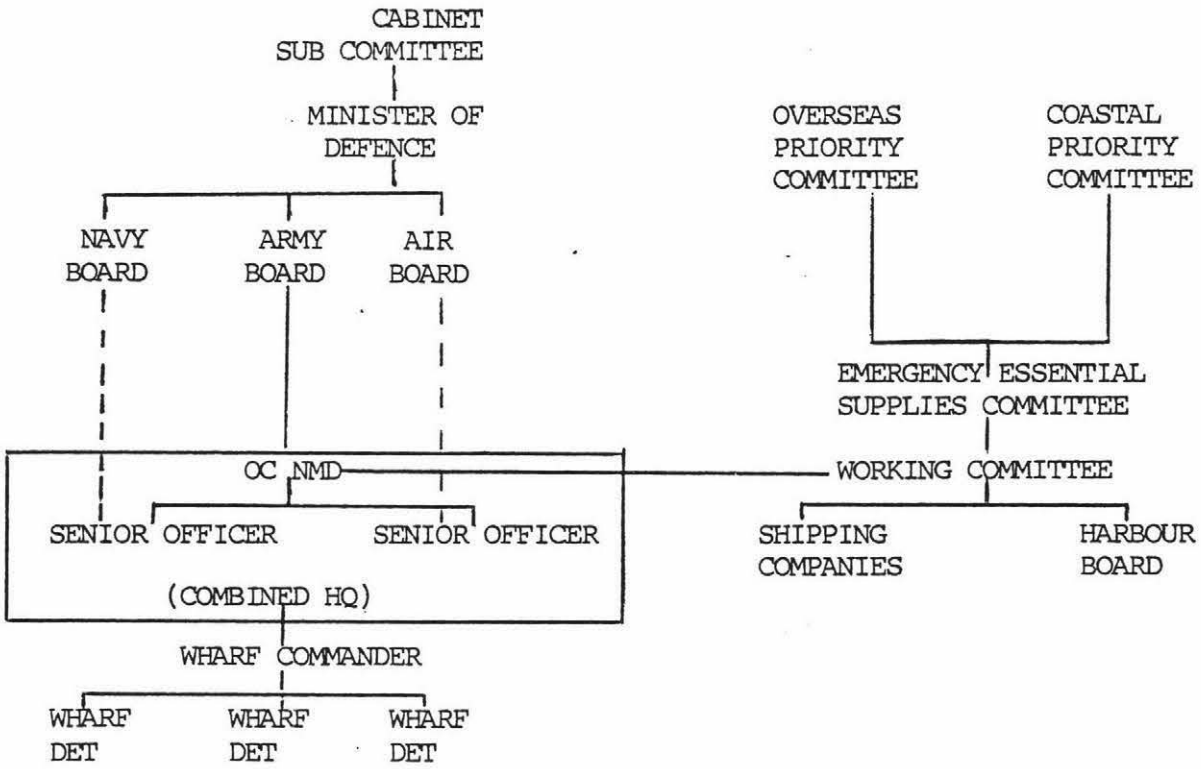 CABINET
SUB COMMITTEE
MINISTER OF
DEFENCE
NAVY
BOARD
ARMY
BOARD
AIR
BOARD
OC NMD
SENIOR OFFICER
SENIOR OFFICER
(COMBINED HQ)
WHARF COMMANDER
WHARF
DET
WHARF
DET
WHARF
DET
OVERSEAS
PRIORITY
COMMITTEE
COASTAL
PRIORITY
COMMITTEE
EMERGENCY ESSENTIAL
SUPPLIES COMMITTEE
WORKING COMMITTEE
SHIPPING
COMPANIES
HARBOUR
BOARD